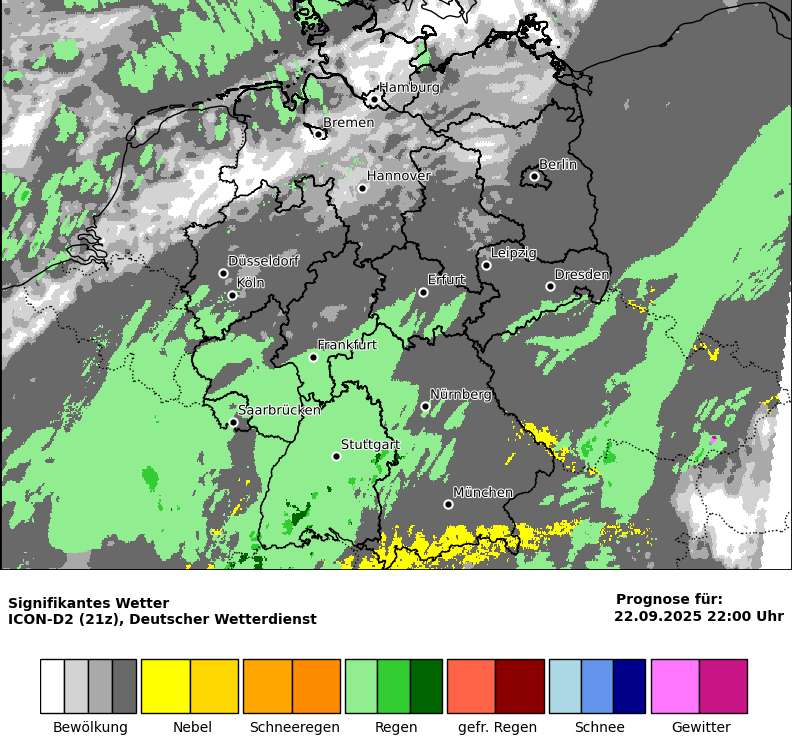 Hamburg
Bremen
Berlin
Hannover
Leipzig
Düsseldorf
Dresden
Köln
Erfurt
Frankfurt
Nürnberg
Saarbrücken
Stuttgart
München
Signifikantes Wetter
ICON-D2 (21z), Deutscher Wetterdienst
Prognose für:
22.09.2025 22:00 Uhr
Bewölkung Nebel Schneeregen Regen gefr. Regen Schnee Gewitter